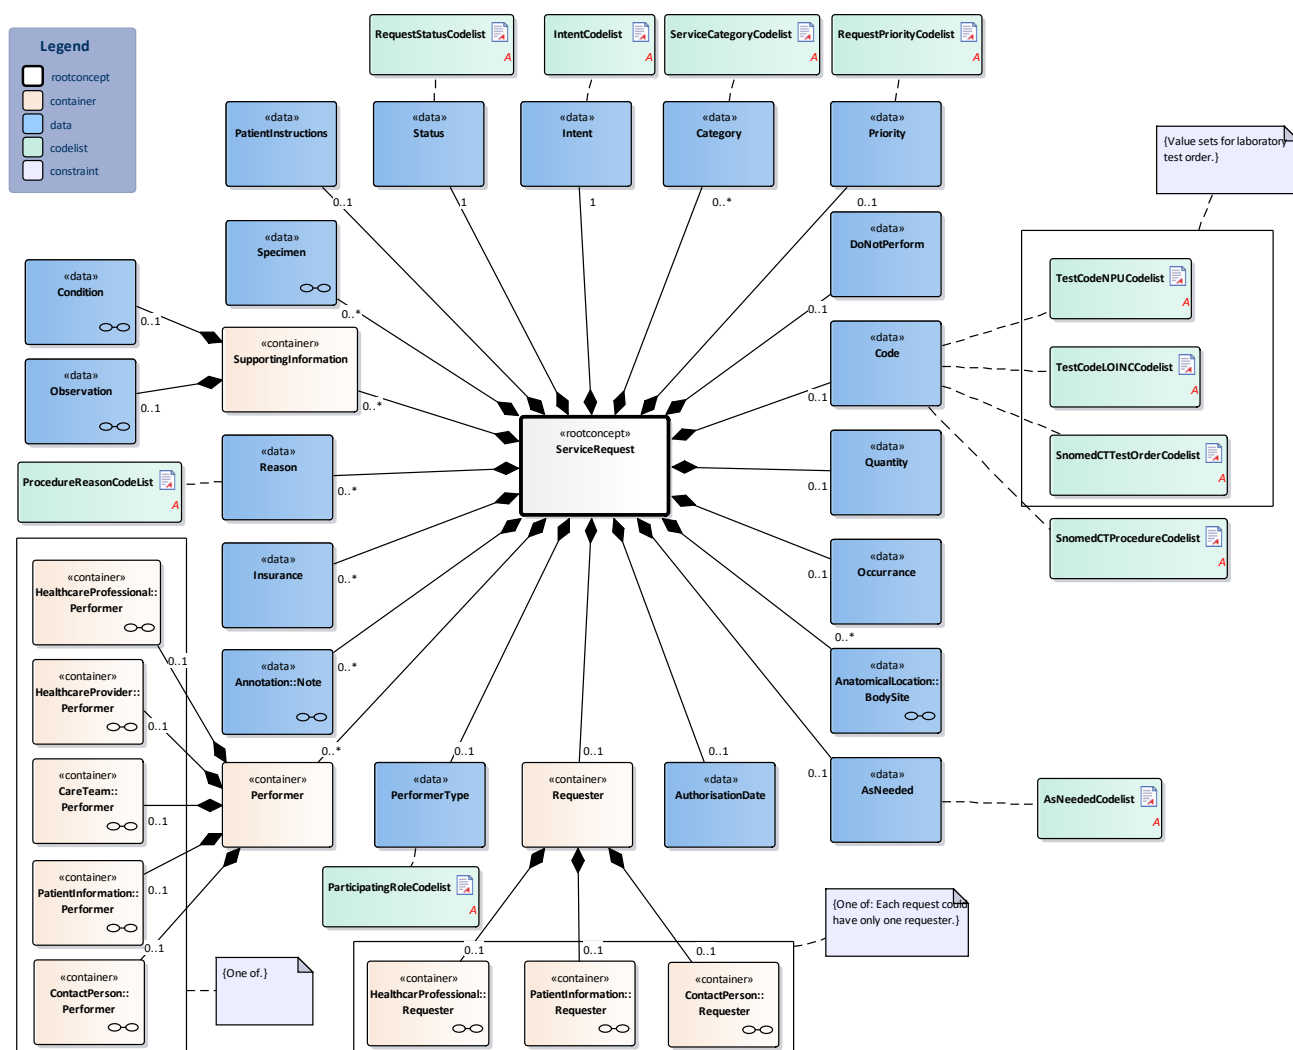 Legend
rootconcept
container
data
codelist
constraint
RequestStatusCodelist
A
IntentCodelist
A
ServiceCategoryCodelist
A
RequestPriorityCodelist
A
«data»
PatientInstructions
0..1
«data»
Status
1
«data»
Intent
1
«data»
Category
0..*
«data»
Priority
0..1
{Value sets for laboratory
test order.}
«data»
Specimen
0..*
«data»
DoNotPerform
0..1
«data»
Condition
0..1
«container»
SupportingInformation
0..*
«data»
Observation
0..1
«data»
Code
0..1
TestCodeNPUCodelist
A
TestCodeLOINCCodelist
A
SnomedCTTestOrderCodelist
A
SnomedCTProcedureCodelist
A
«rootconcept»
ServiceRequest
«data»
Reason
0..*
ProcedureReasonCodeList
A
«data»
Quantity
0..1
«data»
Insurance
0..*
«data»
Occurrance
0..1
«container»
HealthcareProfessional::
Performer
0..1
«container»
HealthcareProvider::
Performer
0..1
«container»
CareTeam::
Performer
0..1
«container»
PatientInformation::
Performer
0..1
«container»
ContactPerson::
Performer
0..1
«data»
Annotation::Note
0..*
«data»
AnatomicalLocation::
BodySite
0..*
«container»
Performer
0..*
«data»
PerformerType
0..1
«container»
Requester
0..1
«data»
AuthorisationDate
0..1
«data»
AsNeeded
0..1
AsNeededCodelist
A
ParticipatingRoleCodelist
A
{One of: Each request could
have only one requester.}
{One of.}
«container»
HealthcarProfessional::
Requester
0..1
«container»
PatientInformation::
Requester
0..1
«container»
ContactPerson::
Requester
0..1